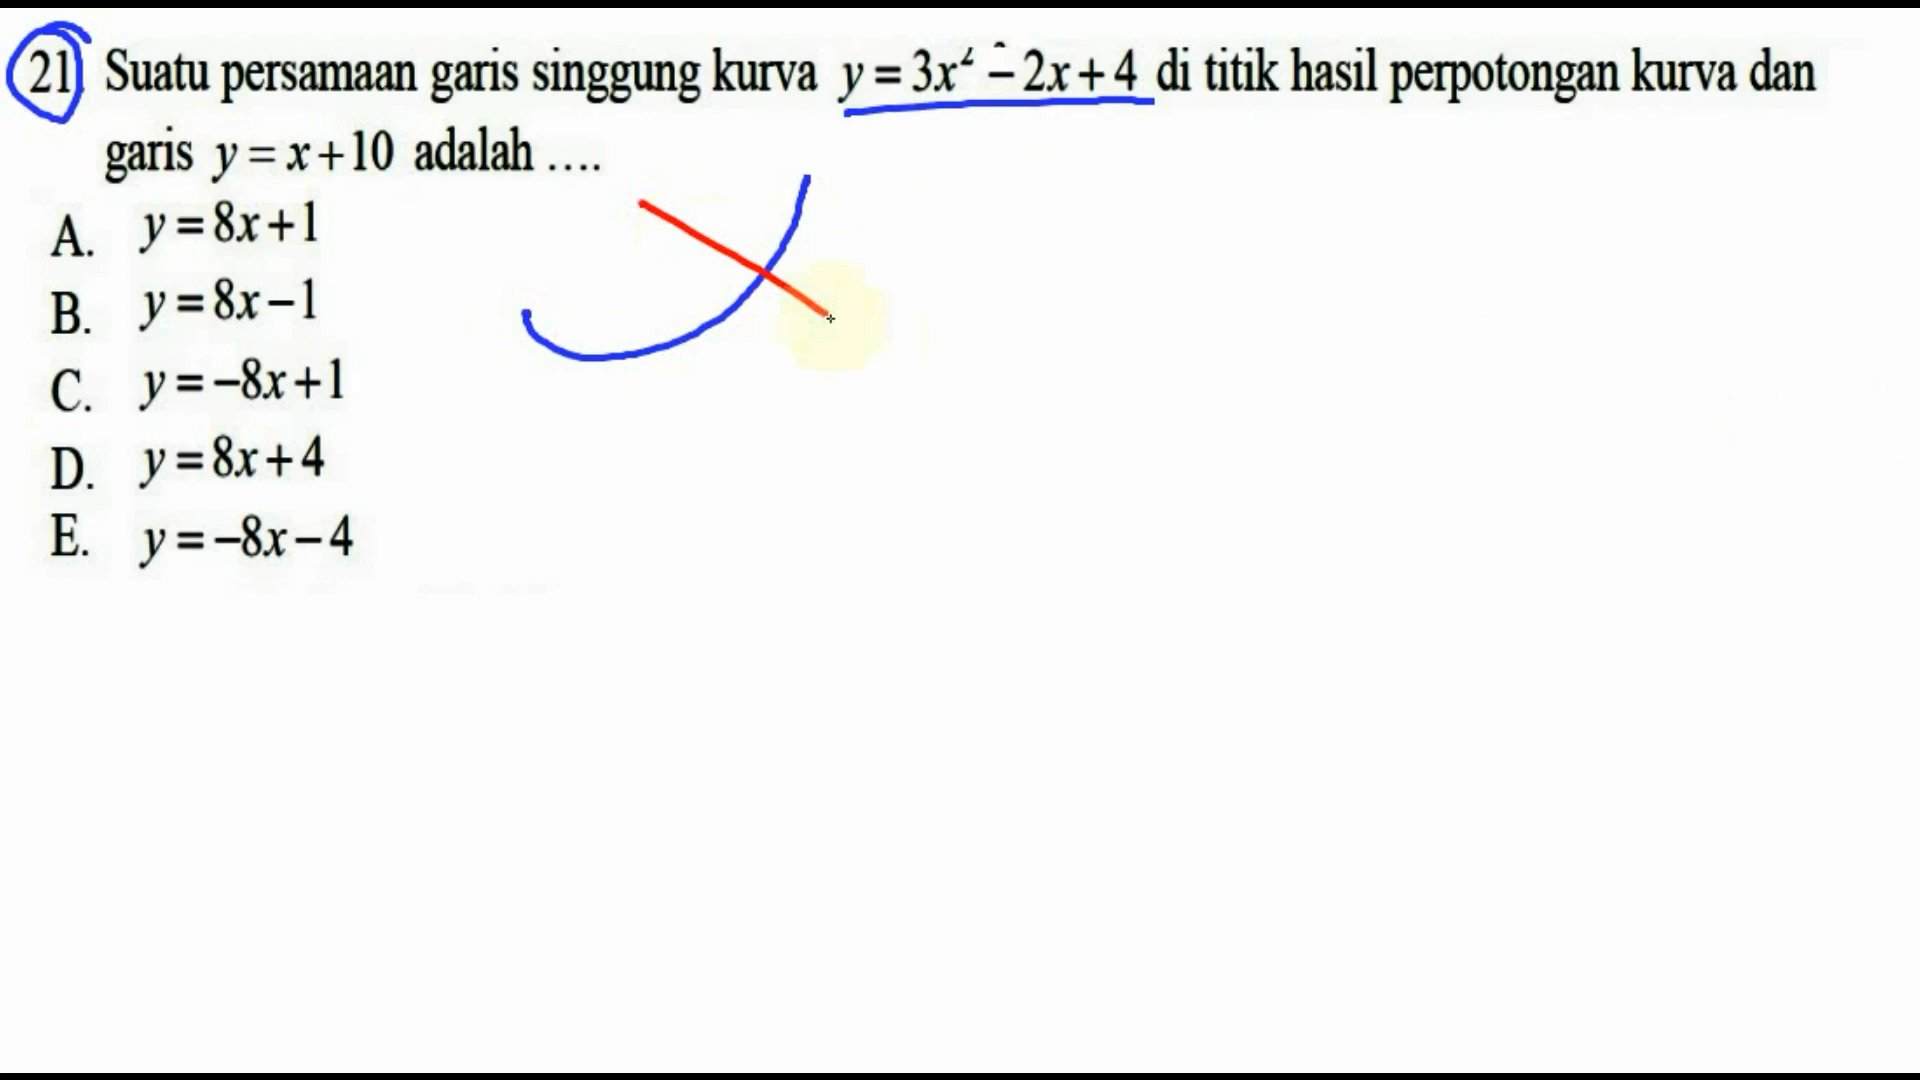 21. Suatu persamaan garis singgung kurva y = 3x² – 2x + 4 di titik hasil perpotongan kurva dan
garis y = x + 10 adalah ....
A. y = 8x + 1
B. y = 8x – 1
C. y = –8x + 1
D. y = 8x + 4
E. y = –8x – 4